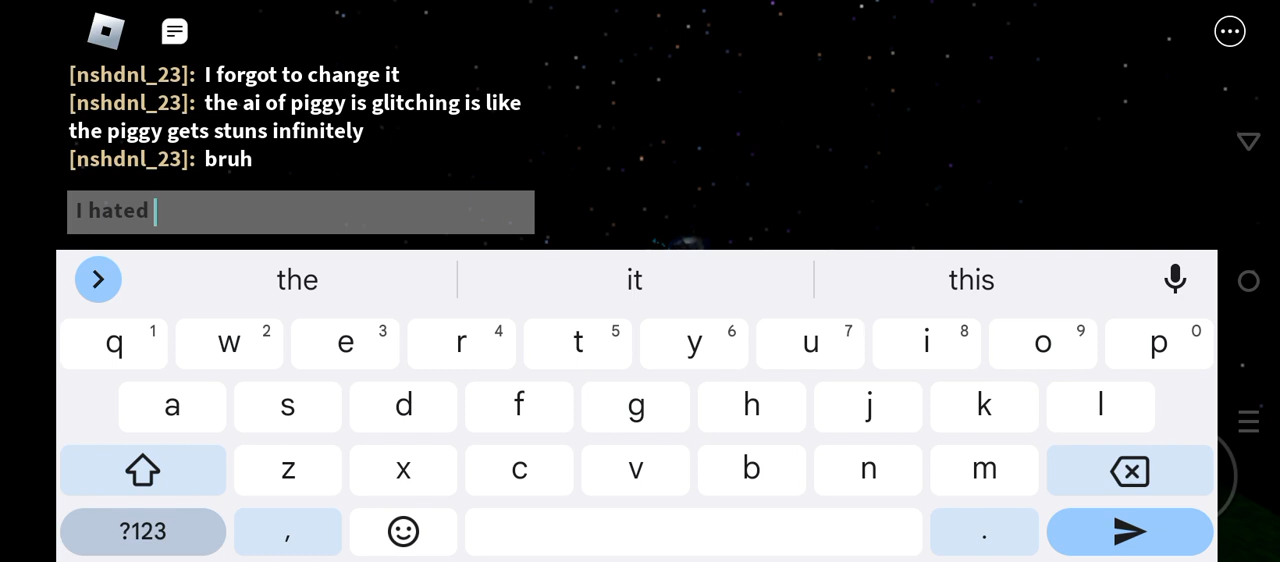 [nshdnl_23]: I forgot to change it
[nshdnl_23]: the ai of piggy is glitching is like
the piggy gets stuns infinitely
[nshdnl_23]: bruh
I hated
the it this
q 1 w 2 e 3 r 4 t 5 y 6 u 7 i 8 o 9 p 0
a s d f g h j k l
z x c v b n m
?123 , .